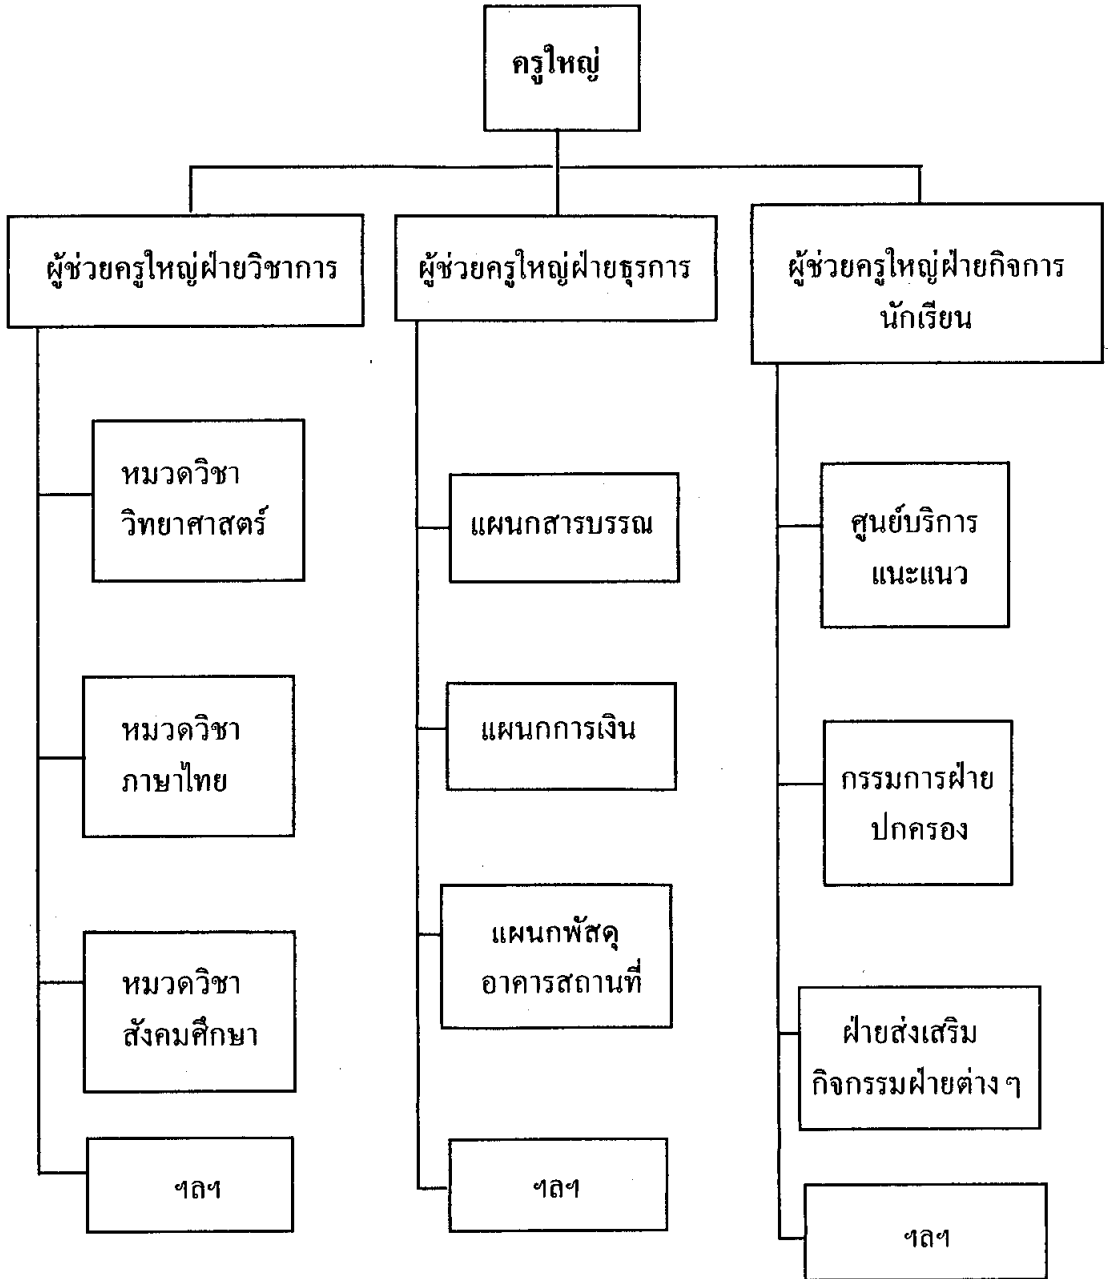 ครูใหญ่
ผู้ช่วยครูใหญ่ฝ่ายวิชาการ
หมวดวิชา
วิทยาศาสตร์
หมวดวิชา
ภาษาไทย
หมวดวิชา
สังคมศึกษา
ฯลฯ
ผู้ช่วยครูใหญ่ฝ่ายธุรการ
แผนกสารบรรณ
แผนกการเงิน
แผนกพัสดุ
อาคารสถานที่
ฯลฯ
ผู้ช่วยครูใหญ่ฝ่ายกิจการ
นักเรียน
ศูนย์บริการ
แนะแนว
กรรมการฝ่าย
ปกครอง
ฝ่ายส่งเสริม
กิจกรรมฝ่ายต่าง ๆ
ฯลฯ